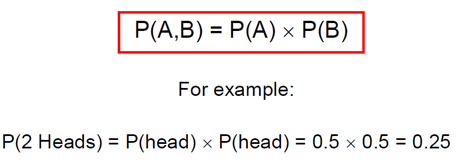 P(A,B) = P(A) × P(B)
For example:
P(2 Heads) = P(head) × P(head) = 0.5 × 0.5 = 0.25